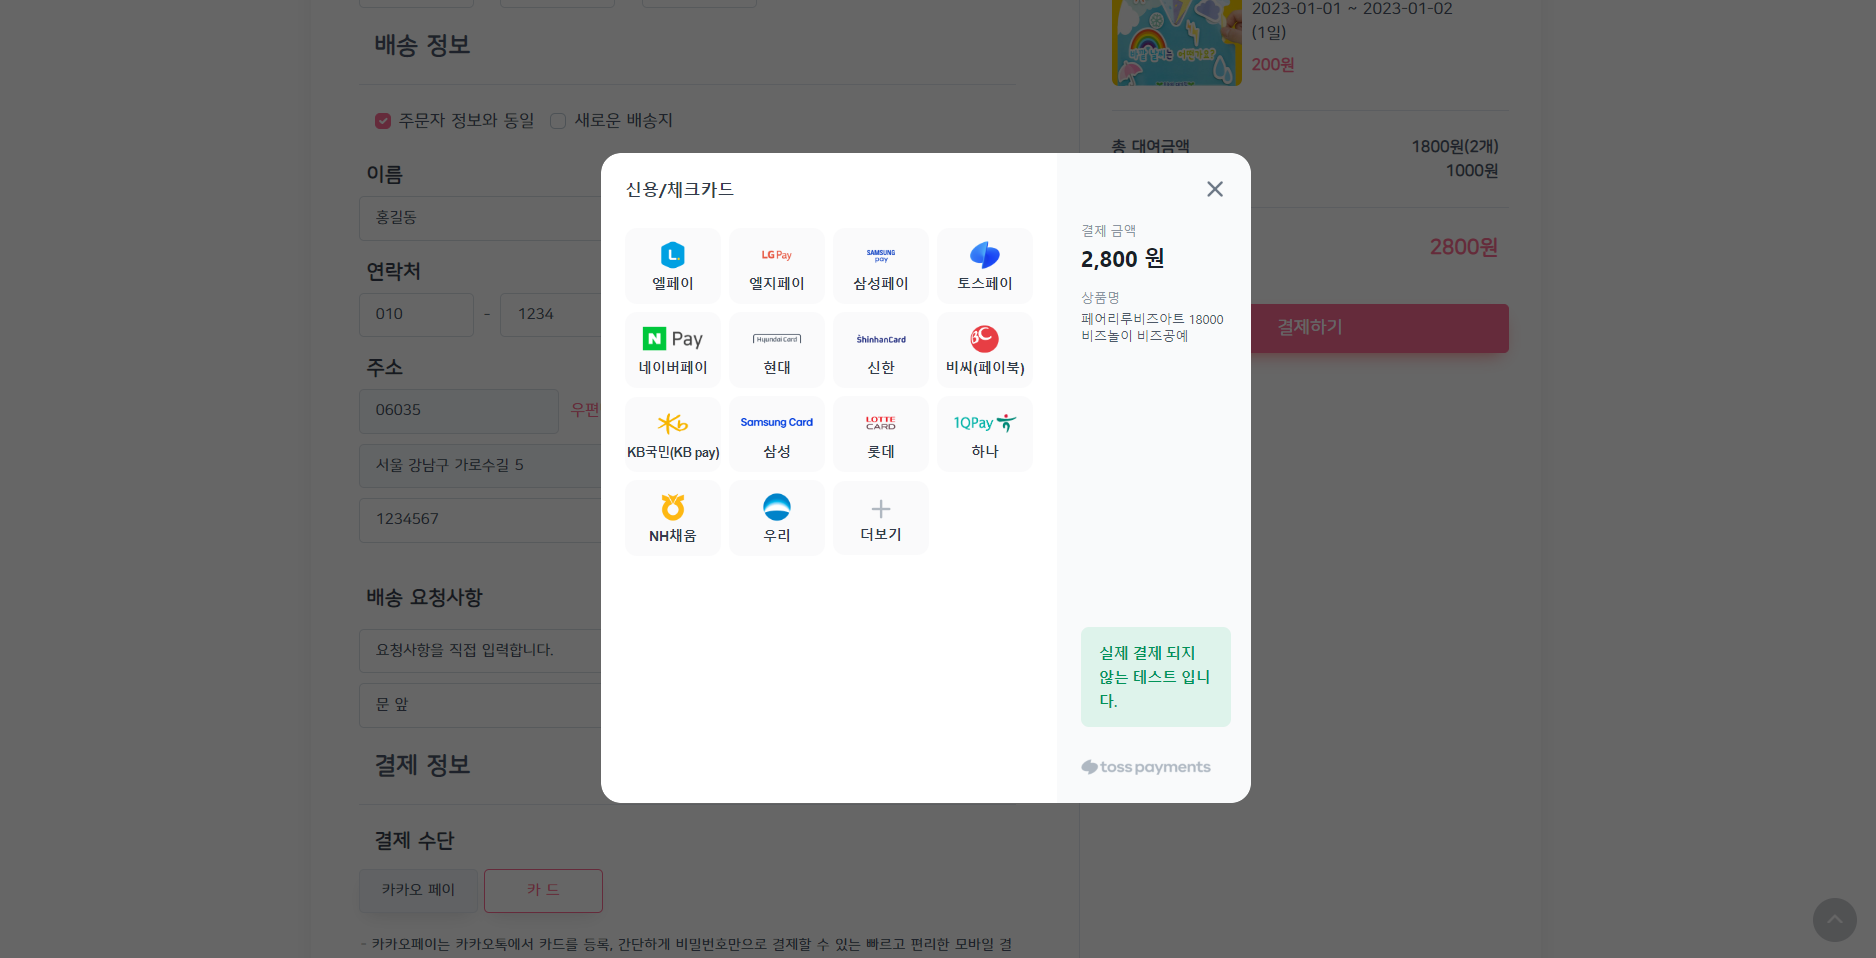 배송 정보
주문자 정보와 동일
새로운 배송지
이름
홍길동
연락처
010
-
1234
주소
06035
우편
서울 강남구 가로수길 5
1234567
배송 요청사항
요청사항을 직접 입력합니다.
문 앞
결제 정보
결제 수단
카카오 페이
카 드
- 카카오페이는 카카오톡에서 카드를 등록, 간단하게 비밀번호만으로 결제할 수 있는 빠르고 편리한 모바일 결
신용/체크카드
L.
엘페이
LG Pay
엘지페이
SAMSUNG
pay
삼성페이
토스페이
N Pay
네이버페이
Hyundai Card
현대
ShinhanCard
신한
BC
비씨(페이북)
Kb
KB국민(KB pay)
Samsung Card
삼성
LOTTE
CARD
롯데
1QPay
하나
NH채움
우리
더보기
결제 금액
2,800 원
상품명
페어리루비즈아트 18000
비즈놀이 비즈공예
실제 결제 되지
않는 테스트 입니
다.
toss payments
2023-01-01 ~ 2023-01-02
(1일)
200원
총 대여금액
1800원(2개)
1000원
2800원
결제하기